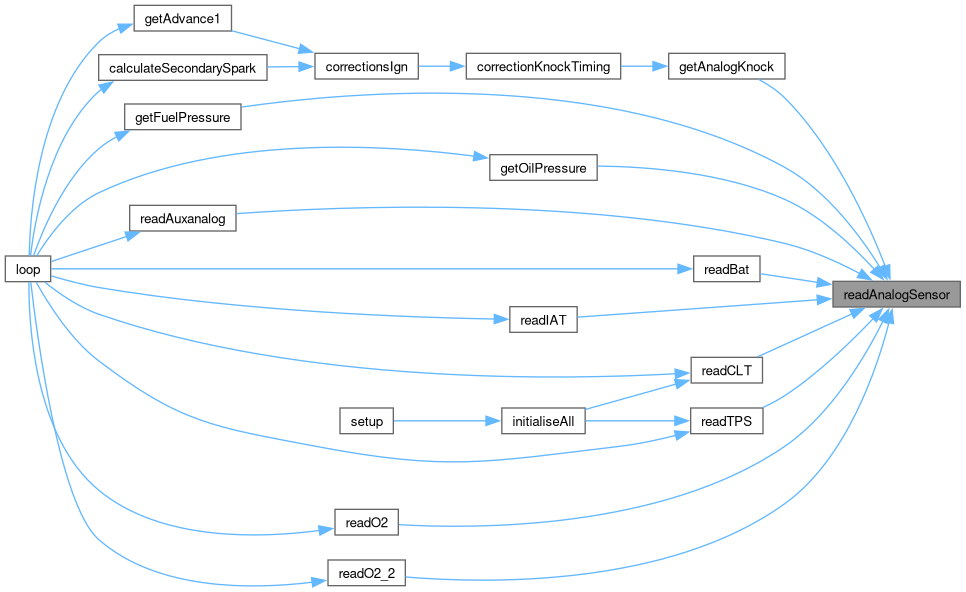 getAdvance1
calculateSecondarySpark
correctionsIgn
correctionKnockTiming
getAnalogKnock
getFuelPressure
getOilPressure
readAuxanalog
loop
readBat
readAnalogSensor
readIAT
readCLT
setup
initialiseAll
readTPS
readO2
readO2_2